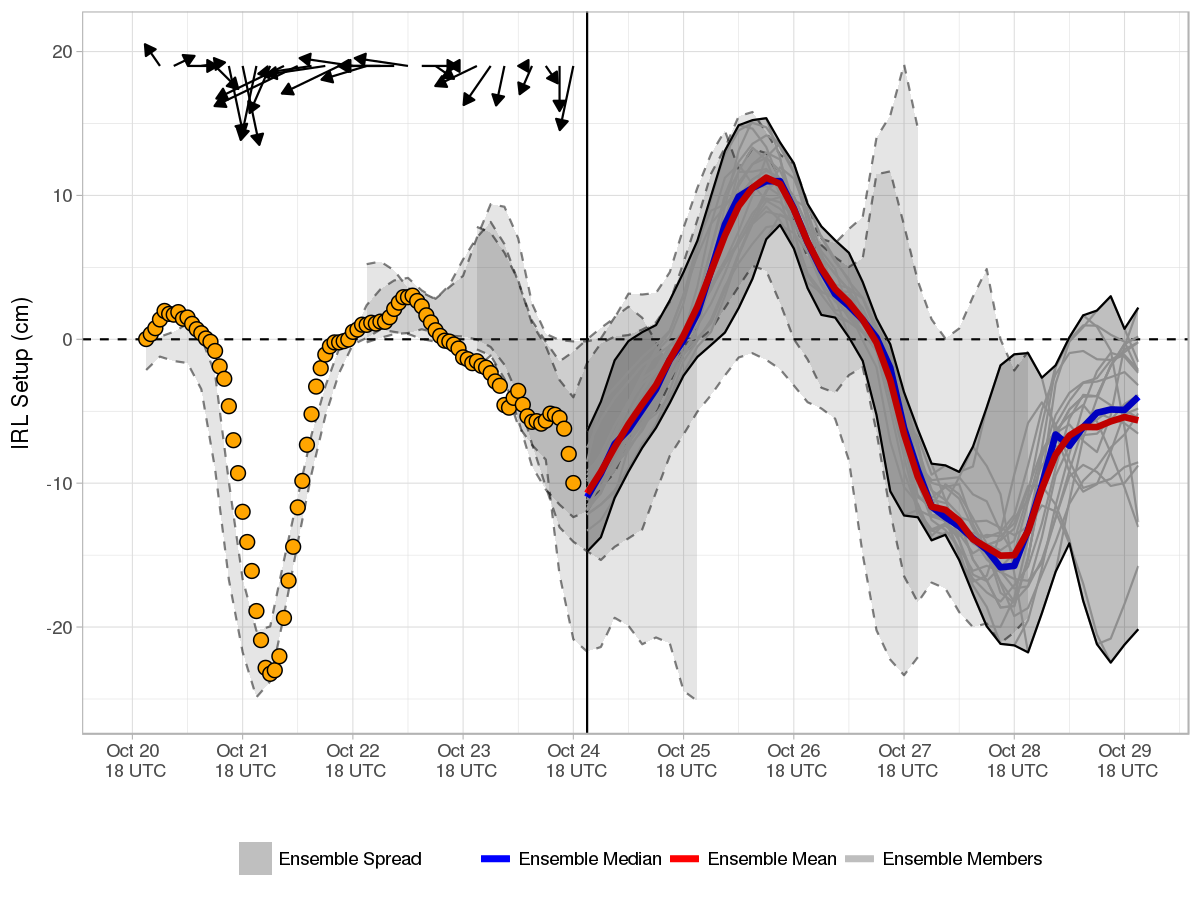 IRL Setup (cm)
20
10
0
-10
-20
Oct 20 Oct 21 Oct 22 Oct 23 Oct 24 Oct 25 Oct 26 Oct 27 Oct 28 Oct 29
18 UTC 18 UTC 18 UTC 18 UTC 18 UTC 18 UTC 18 UTC 18 UTC 18 UTC 18 UTC
Ensemble Spread Ensemble Median Ensemble Mean Ensemble Members